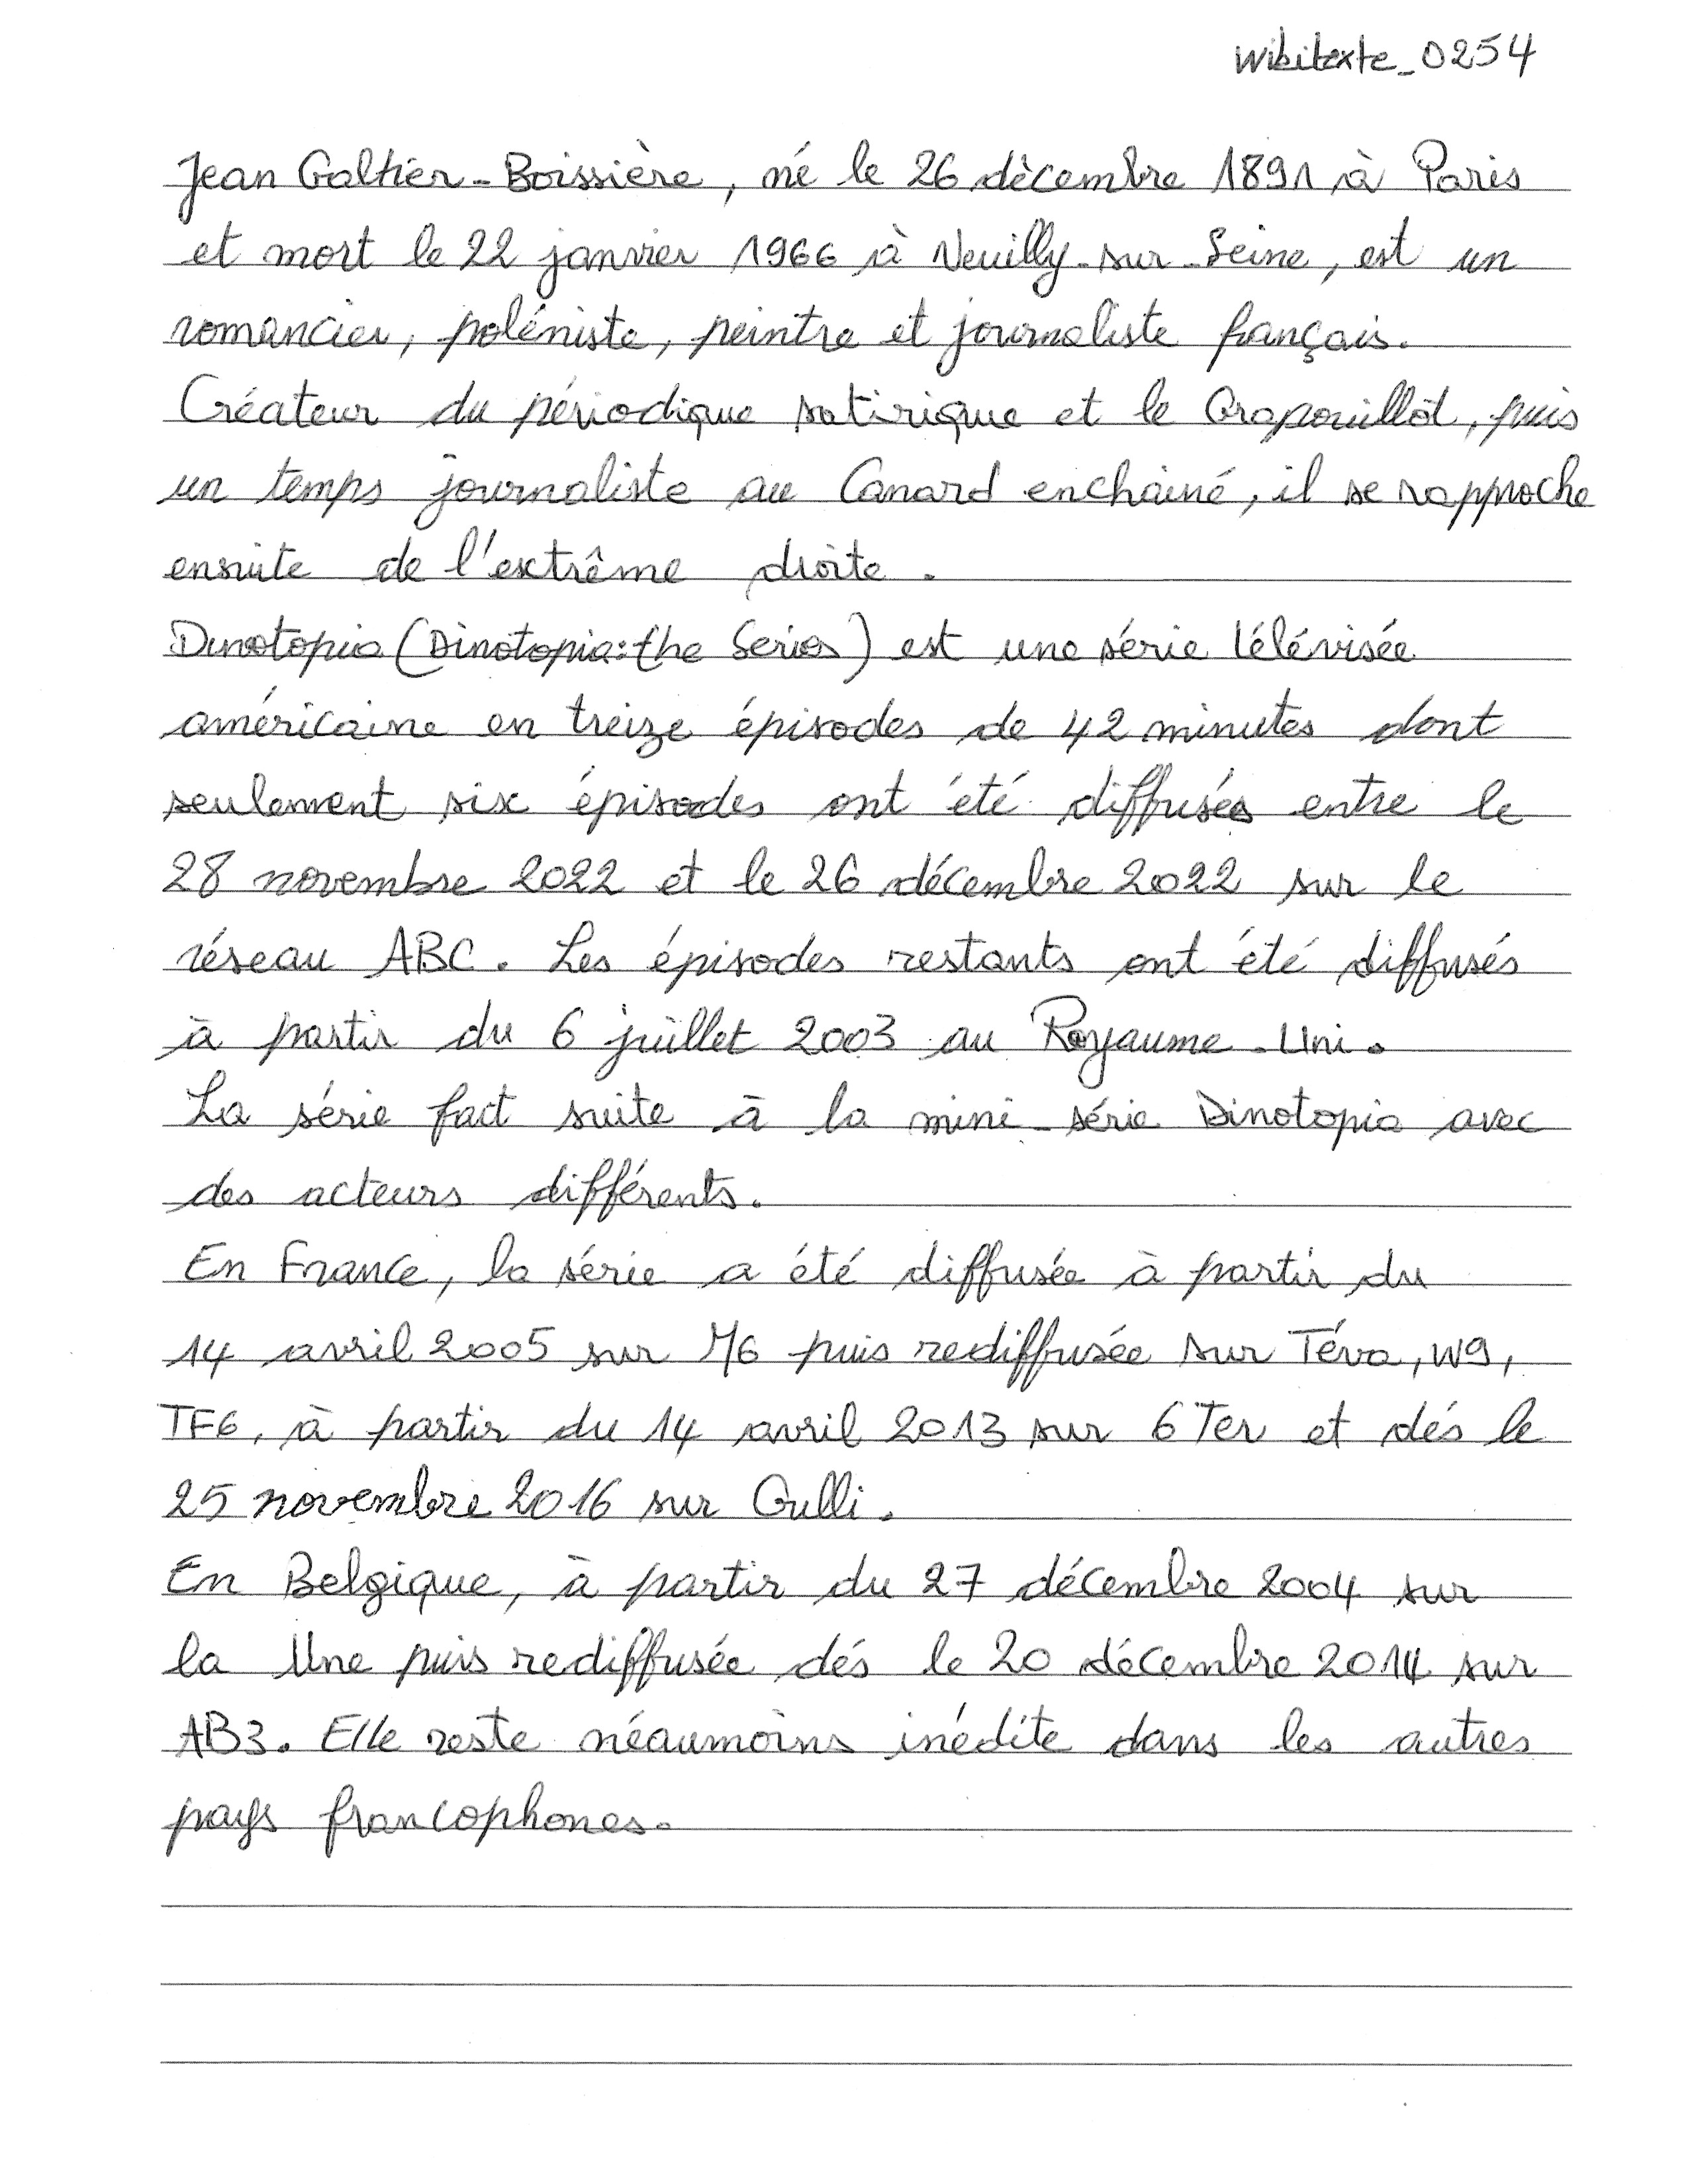 Wikitexte_0254
Jean Galtier-Boissière, né le 26 décembre 1891 à Paris
et mort le 22 janvier 1966 à Neuilly-sur-Seine, est un
romancier, poléniste, peintre et journaliste français.
Créateur du périodique satirique et le Crapouillot, puis
un temps journaliste au Canard enchainé, il se rapproche
ensuite de l'extrême droite.
Dinotopia (Dinotopia: the Series) est une série télévisée
américaine en treize épisodes de 42 minutes dont
seulement six épisodes ont été diffusés entre le
28 novembre 2022 et le 26 décembre 2022 sur le
réseau ABC. Les épisodes restants ont été diffusés
à partir du 6 juillet 2003 au Royaume-Uni.
La série fait suite à la mini-série Dinotopia avec
des acteurs différents.
En France, la série a été diffusée à partir du
14 avril 2005 sur M6 puis rediffusée sur Téva, W9,
TF6, à partir du 14 avril 2013 sur 6Ter et dés le
25 novembre 2016 sur Gulli.
En Belgique, à partir du 27 décembre 2004 sur
la Une puis rediffusée dés le 20 décembre 2014 sur
AB3. Elle reste néaumoins inédite dans les autres
pays francophones.